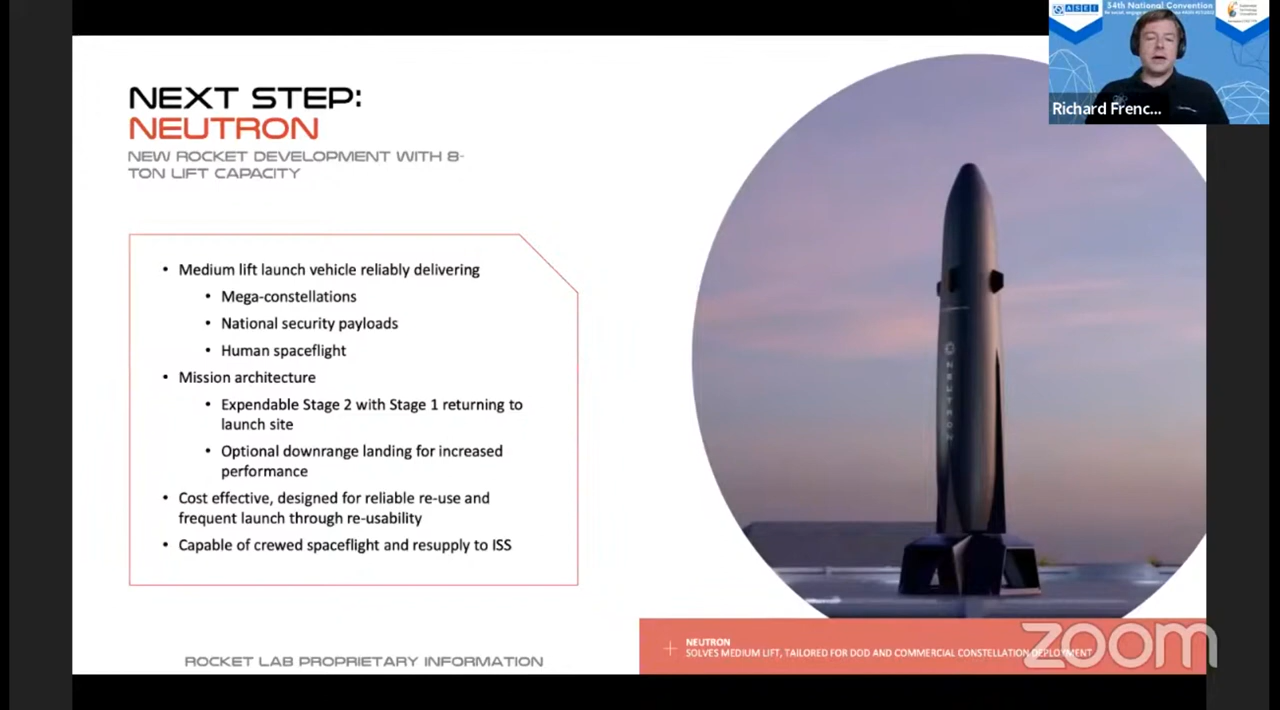 NEXT STEP:
NEUTRON
NEW ROCKET DEVELOPMENT WITH 8-
TON LIFT CAPACITY
• Medium lift launch vehicle reliably delivering
• Mega-constellations
• National security payloads
• Human spaceflight
• Mission architecture
• Expendable Stage 2 with Stage 1 returning to
launch site
• Optional downrange landing for increased
performance
• Cost effective, designed for reliable re-use and
frequent launch through re-usability
• Capable of crewed spaceflight and resupply to ISS
ROCKET LAB PROPRIETARY INFORMATION
NEUTRON
NEUTRON
SOLVES MEDIUM LIFT, TAILORED FOR DOD AND COMMERCIAL CONSTELLATION DEPLOYMENT
zoom
ASEI
34th National Convention
Richard Frenc...